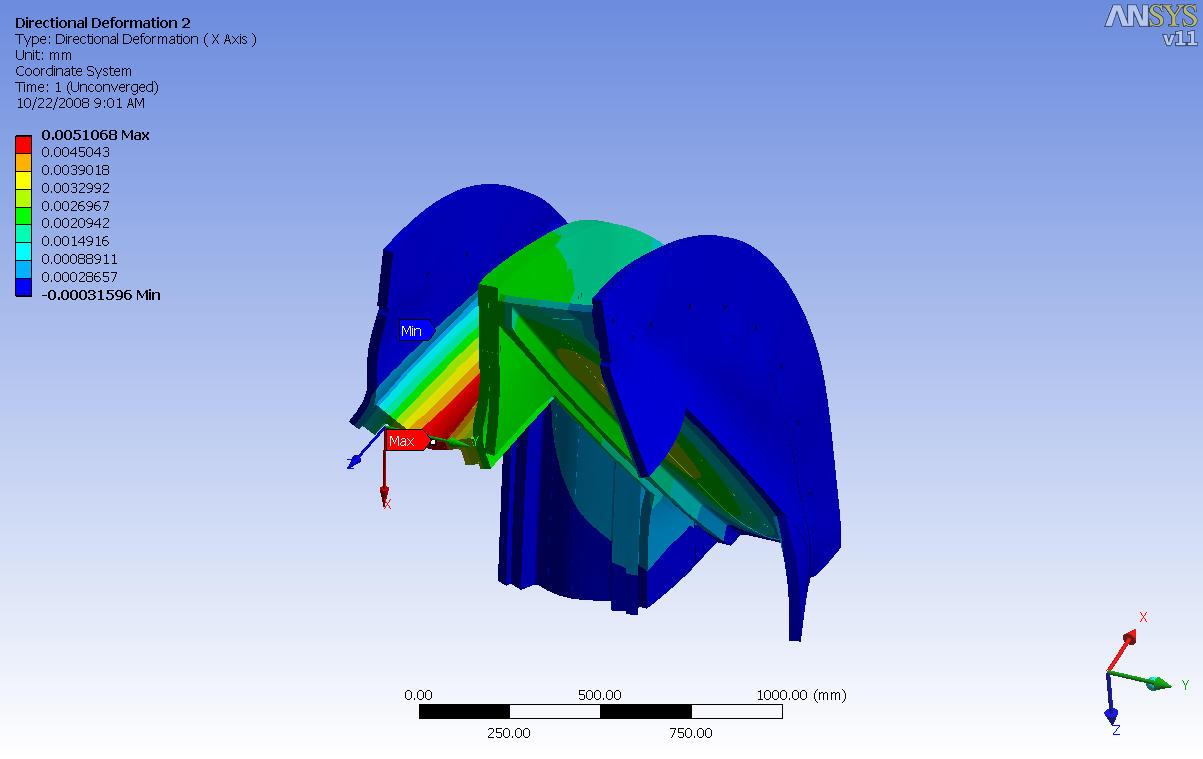 Directional Deformation 2
Type: Directional Deformation ( X Axis )
Unit: mm
Coordinate System
Time: 1 (Unconverged)
10/22/2008 9:01 AM
ANSYS
v11
0.0051068 Max
0.0045043
0.0039018
0.0032992
0.0026967
0.0020942
0.0014916
0.00088911
0.00028657
-0.00031596 Min
Min
Max
Y
Z
X
X
Y
Z
0.00 500.00 1000.00 (mm)
250.00 750.00